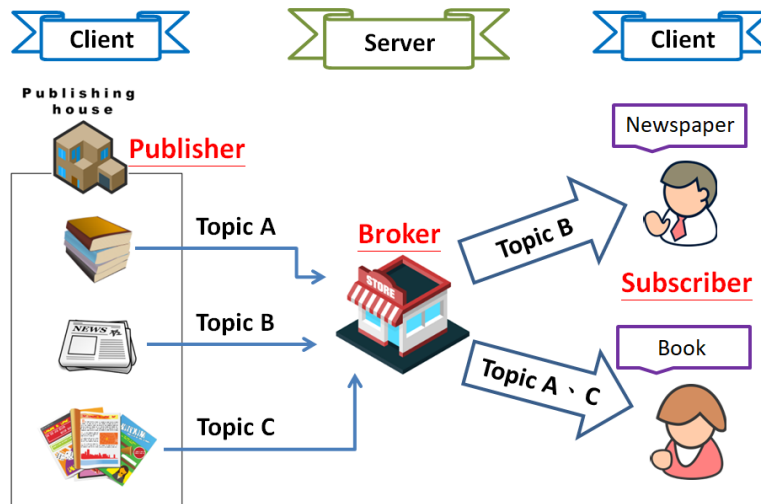 Client
Server
Client
Publishing
house
Publisher
Newspaper
Topic A
Broker
Topic B
STORE
Subscriber
NEWS
Topic B
Book
Topic A、C
Topic C